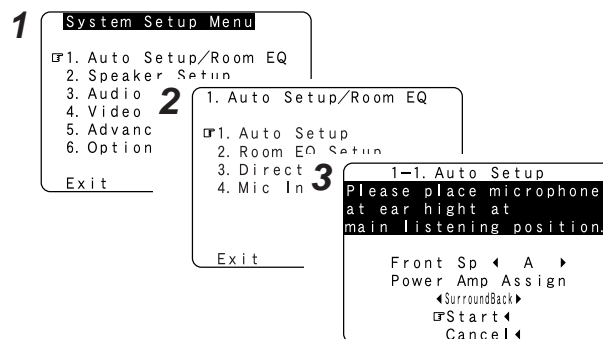 1
System Setup Menu
☞1. Auto Setup/Room EQ
2. Speaker Setup
3. Audio
4. Video
5. Advanc
6. Option
Exit
2
1. Auto Setup/Room EQ
☞1. Auto Setup
2. Room EQ Setup
3. Direct
4. Mic In
Exit
3
1-1. Auto Setup
Please place microphone
at ear hight at
main listening position.
Front Sp ◀ A ▶
Power Amp Assign
◀SurroundBack▶
☞Start◀
Cancel◀